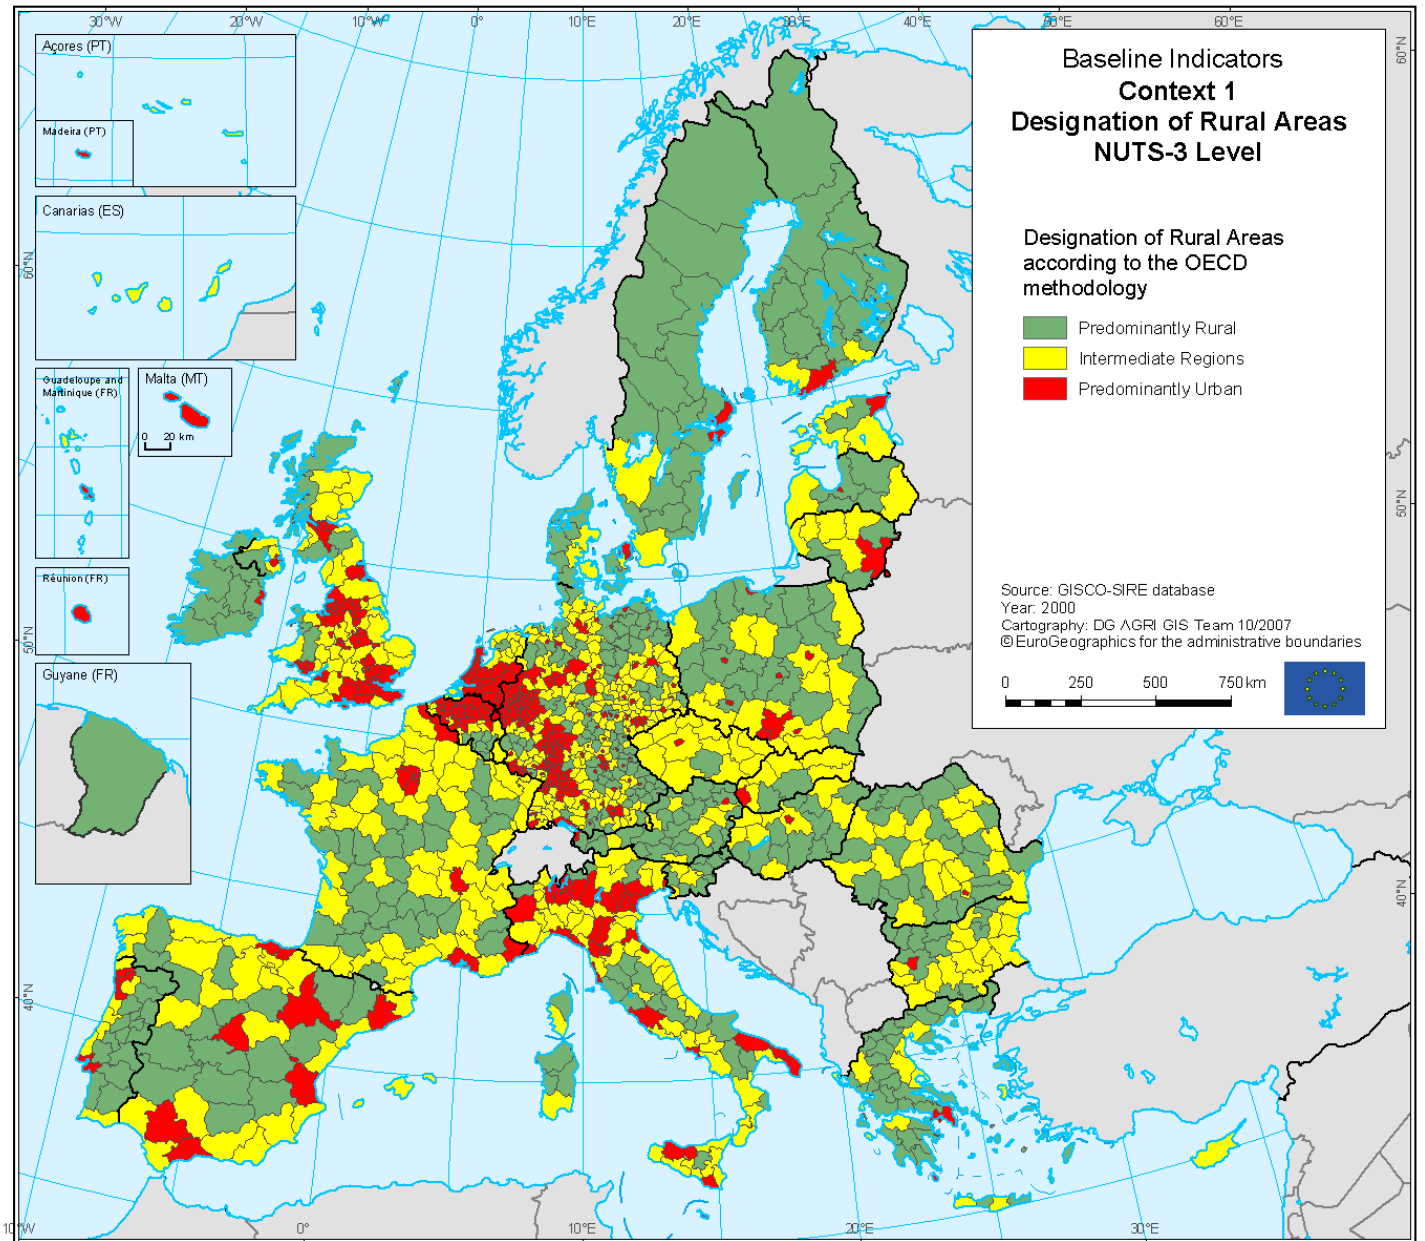 30°W
20°W
10°W
0°
10°E
20°E
30°E
40°E
50°E
60°E
Açores (PT)
Madeira (PT)
Canarias (ES)
Guadeloupe and
Martinique (FR)
Malta (MT)
0 20 km
Réunion (FR)
Guyane (FR)
Baseline Indicators
Context 1
Designation of Rural Areas
NUTS-3 Level
Designation of Rural Areas
according to the OECD
methodology
Predominantly Rural
Intermediate Regions
Predominantly Urban
Source: GISCO-SIRE database
Year: 2000
Cartography: DG AGRI GIS Team 10/2007
© EuroGeographics for the administrative boundaries
0 250 500 750 km
60°N
50°N
40°N
60°N
50°N
40°N
10°W
0°
10°E
20°E
30°E